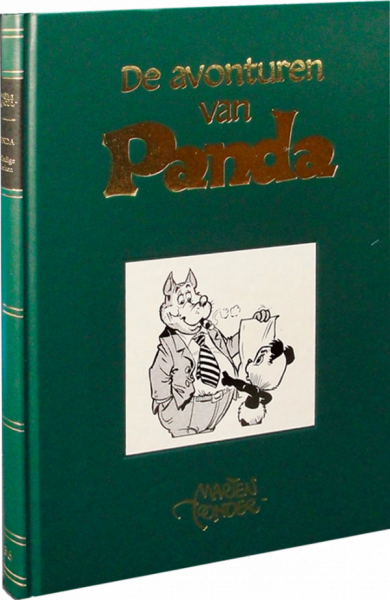 De avonturen
van
Panda
MARTEN
TOONDER